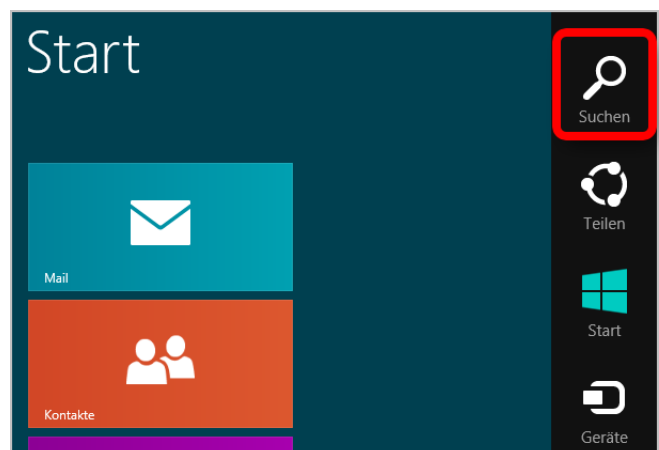 Start
Suchen
Teilen
Mail
Start
Kontakte
Geräte